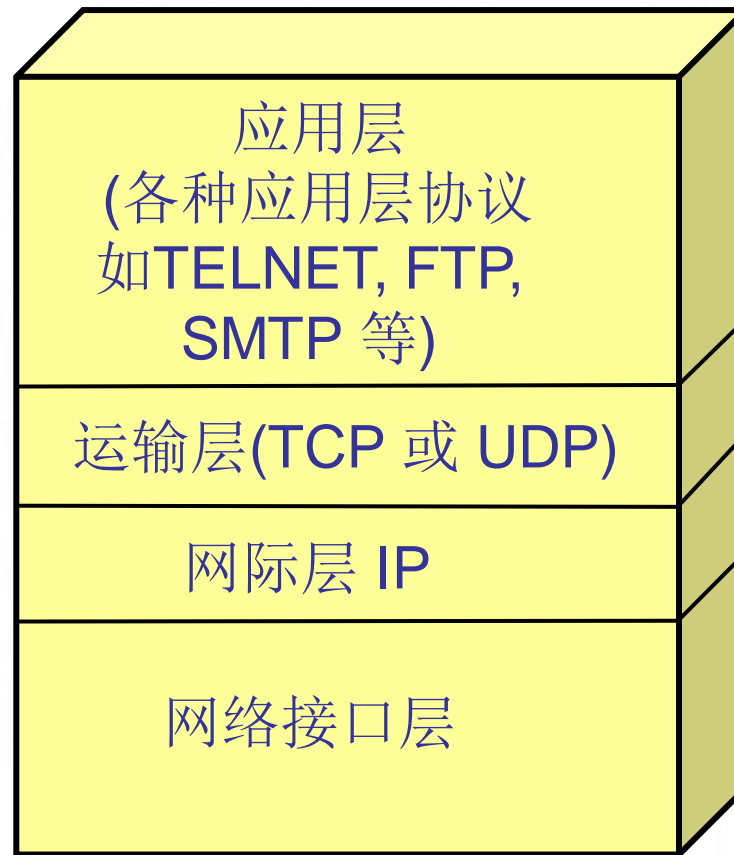 应用层
(各种应用层协议
如TELNET, FTP,
SMTP 等)
运输层(TCP 或 UDP)
网际层 IP
网络接口层